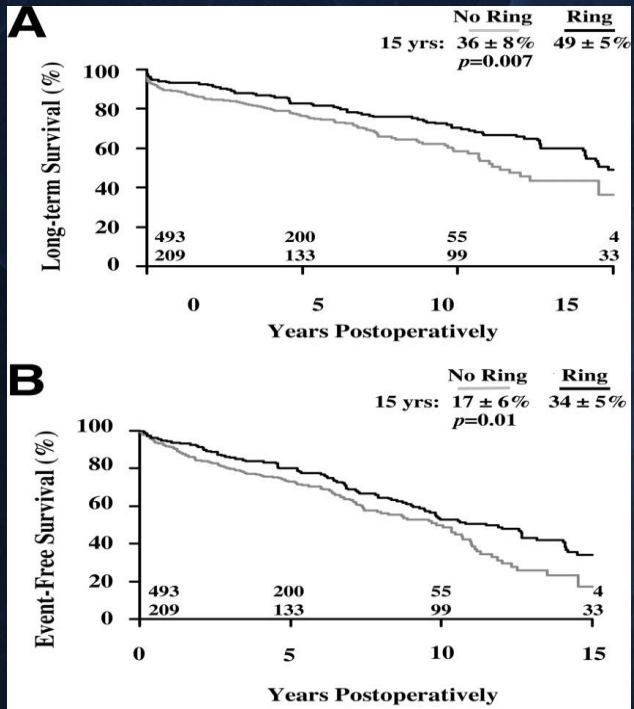 A
No Ring Ring
15 yrs: 36 ± 8% 49 ± 5%
p=0.007
Long-term Survival (%)
100
80
60
40
20
0
493 200 55 4
209 133 99 33
0 5 10 15
Years Postoperatively
B
No Ring Ring
15 yrs: 17 ± 6% 34 ± 5%
p=0.01
Event-Free Survival (%)
100
80
60
40
20
0
493 200 55 4
209 133 99 33
0 5 10 15
Years Postoperatively